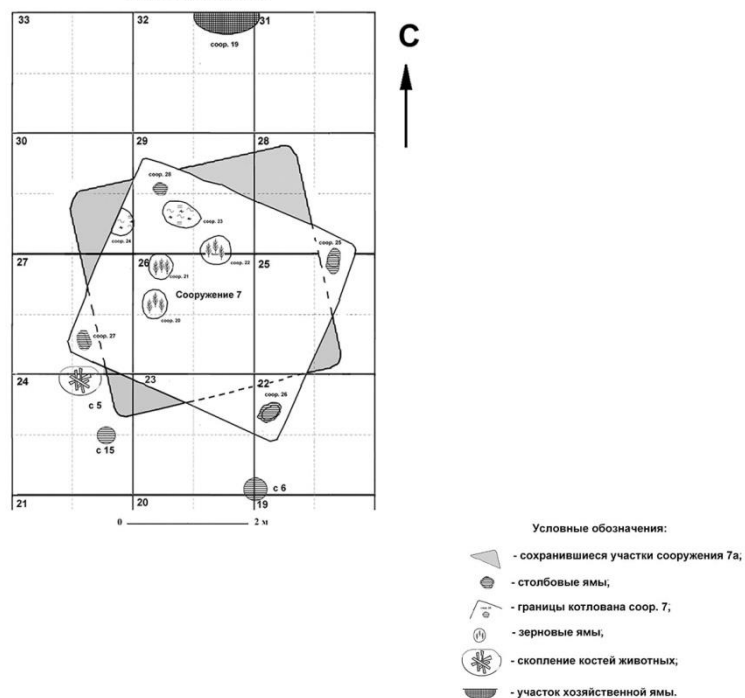 33 32 31
соор. 19
С
30 29 28
соор. 28
соор. 24 соор. 33 соор. 25
соор. 22
27 26 25
соор. 21
Сооружение 7
соор. 20
соор. 27
24 23 22
соор. 26
с 5
с 15
с 6
21 20 19
0 2 м
Условные обозначения:
- сохранившиеся участки сооружения 7а;
- столбовые ямы;
- границы котлована соор. 7;
- зерновые ямы;
- скопление костей животных;
- участок хозяйственной ямы.